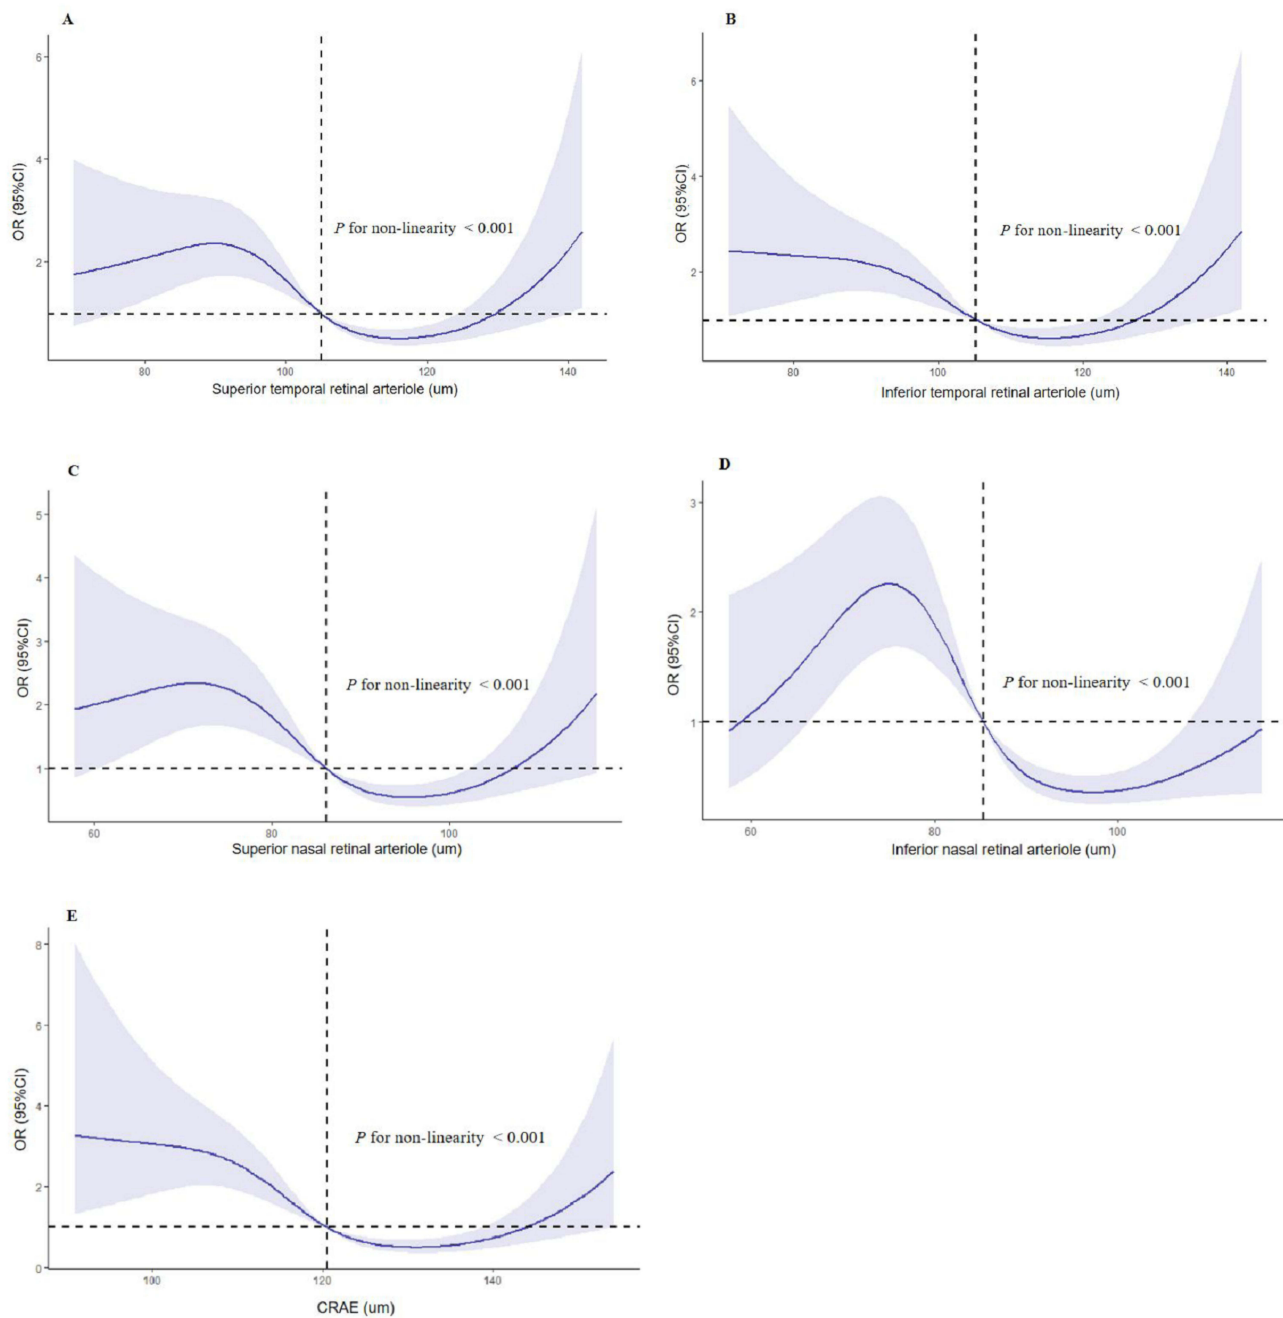 A
OR (95%CI)
6
4
2
P for non-linearity < 0.001
80 100 120 140
Superior temporal retinal arteriole (um)
B
OR (95%CI)
6
4
2
P for non-linearity < 0.001
80 100 120 140
Inferior temporal retinal arteriole (um)
C
OR (95%CI)
5
4
3
2
1
P for non-linearity < 0.001
60 80 100
Superior nasal retinal arteriole (um)
D
OR (95%CI)
3
2
1
P for non-linearity < 0.001
60 80 100
Inferior nasal retinal arteriole (um)
E
OR (95%CI)
8
6
4
2
0
P for non-linearity < 0.001
100 120 140
CRAE (um)